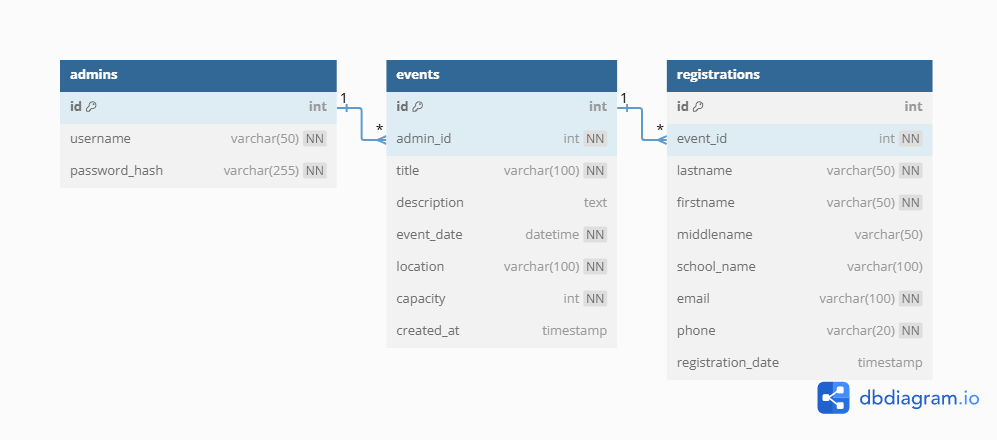 admins
id int
username varchar(50) NN
password_hash varchar(255) NN
1
*
events
id int
admin_id int NN
title varchar(100) NN
description text
event_date datetime NN
location varchar(100) NN
capacity int NN
created_at timestamp
1
*
registrations
id int
event_id int NN
lastname varchar(50) NN
firstname varchar(50) NN
middlename varchar(50)
school_name varchar(100)
email varchar(100) NN
phone varchar(20) NN
registration_date timestamp
dbdiagram.io